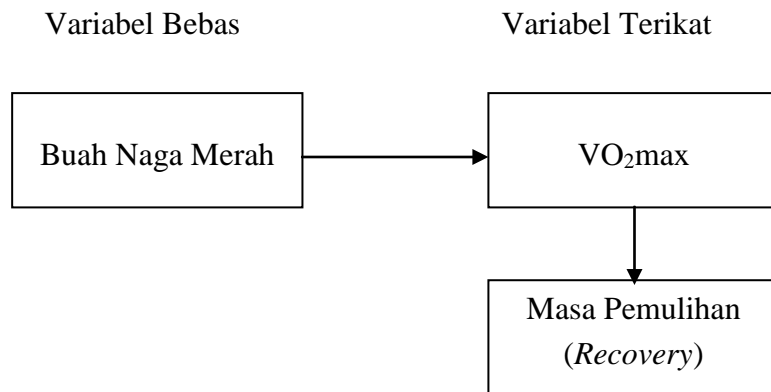 Variabel Bebas
Variabel Terikat
Buah Naga Merah
VO₂max
Masa Pemulihan
(Recovery)